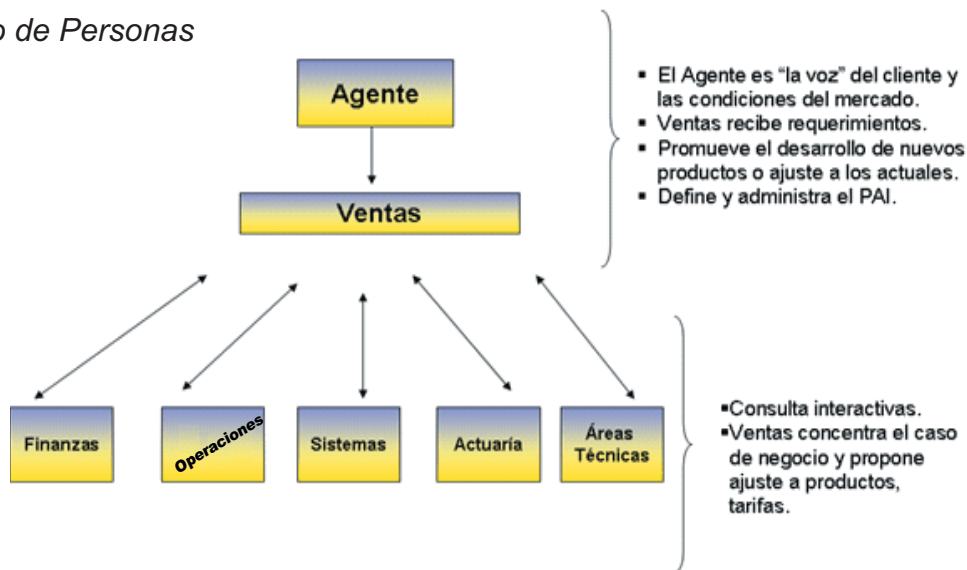 o de Personas
Agente
Ventas
▪ El Agente es "la voz" del cliente y
las condiciones del mercado.
▪ Ventas recibe requerimientos.
▪ Promueve el desarrollo de nuevos
productos o ajuste a los actuales.
▪ Define y administra el PAI.
Finanzas
Operaciones
Sistemas
Actuaría
Áreas
Técnicas
▪Consulta interactivas.
▪Ventas concentra el caso
de negocio y propone
ajuste a productos,
tarifas.